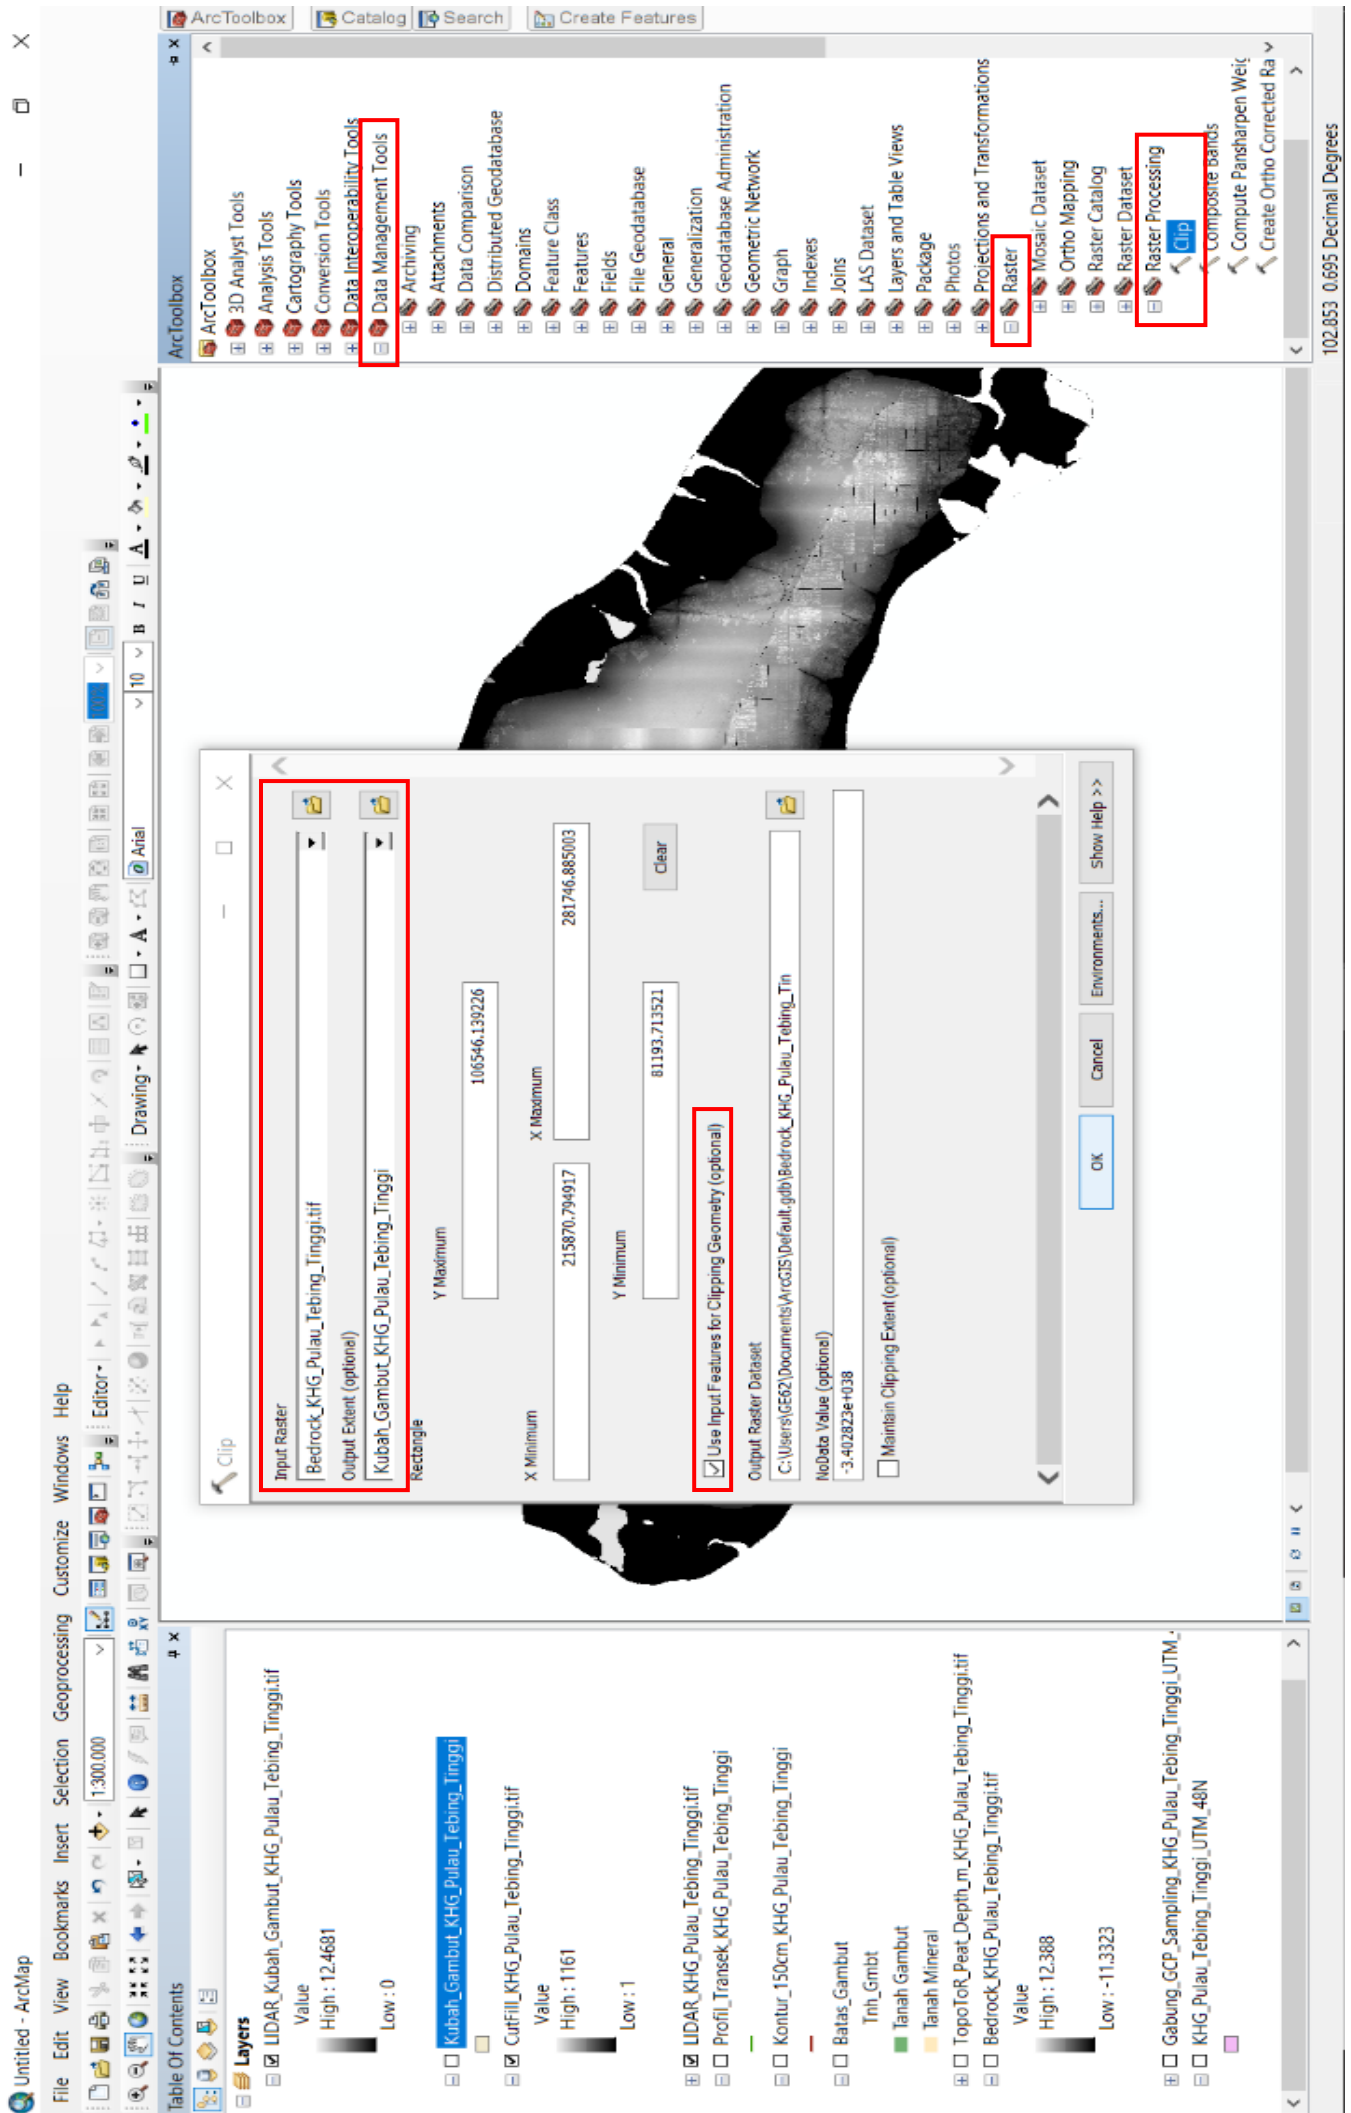 Untitled - ArcMap
File Edit View Bookmarks Insert Selection Geoprocessing Customize Windows Help
1:300.000
Editor
Drawing
Arial
10
B I U A
Table Of Contents
Layers
LIDAR_Kubah_Gambut_KHG_Pulau_Tebing_Tinggi.tif
Value
High : 12.4681
Low : 0
Kubah_Gambut_KHG_Pulau_Tebing_Tinggi
CutFill_KHG_Pulau_Tebing_Tinggi.tif
Value
High : 1161
Low : 1
LIDAR_KHG_Pulau_Tebing_Tinggi.tif
Profil_Transek_KHG_Pulau_Tebing_Tinggi
Kontur_150cm_KHG_Pulau_Tebing_Tinggi
Batas_Gambut
Tnh_Gmbt
Tanah Gambut
Tanah Mineral
TopoToR_Peat_Depth_m_KHG_Pulau_Tebing_Tinggi.tif
Bedrock_KHG_Pulau_Tebing_Tinggi.tif
Value
High : 12.388
Low : -11.3323
Gabung_GCP_Sampling_KHG_Pulau_Tebing_Tinggi_UTM_
KHG_Pulau_Tebing_Tinggi_UTM_48N
Clip
Input Raster
Bedrock_KHG_Pulau_Tebing_Tinggi.tif
Output Extent (optional)
Kubah_Gambut_KHG_Pulau_Tebing_Tinggi
Rectangle
Y Maximum
106546.139226
X Minimum
X Maximum
215870.794917
281746.885003
Y Minimum
81193.713521
Clear
Use Input Features for Clipping Geometry (optional)
Output Raster Dataset
C:\Users\GE62\Documents\ArcGIS\Default.gdb\Bedrock_KHG_Pulau_Tebing_Tin
NoData Value (optional)
-3.402823e+038
Maintain Clipping Extent (optional)
OK
Cancel
Environments...
Show Help >>
ArcToolbox
ArcToolbox
3D Analyst Tools
Analysis Tools
Cartography Tools
Conversion Tools
Data Interoperability Tools
Data Management Tools
Archiving
Attachments
Data Comparison
Distributed Geodatabase
Domains
Feature Class
Features
Fields
File Geodatabase
General
Generalization
Geodatabase Administration
Geometric Network
Graph
Indexes
Joins
LAS Dataset
Layers and Table Views
Package
Photos
Projections and Transformations
Raster
Mosaic Dataset
Ortho Mapping
Raster Catalog
Raster Dataset
Raster Processing
Clip
Composite Bands
Compute Pansharpen Weig
Create Ortho Corrected Ra
ArcToolbox
Catalog
Search
Create Features
102.853 0.695 Decimal Degrees